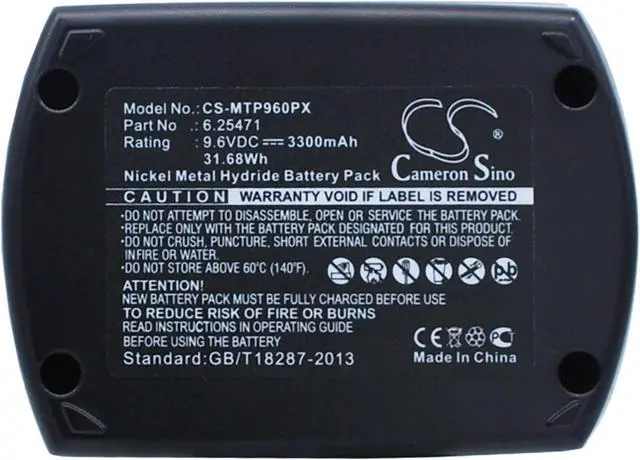 Model No.: CS-MTP960PX
Part No : 6.25471
Rating : 9.6VDC 3300mAh
31.68Wh
Nickel Metal Hydride Battery Pack
CS
Cameron Sino
CAUTION WARRANTY VOID IF LABEL IS REMOVED
•DO NOT ATTEMPT TO DISASSEMBLE, OPEN OR SERVICE THE BATTERY PACK.
•REPLACE ONLY WITH THE BATTERY PACK DESIGNATED FOR THIS PRODUCT.
•DO NOT CRUSH, PUNCTURE, SHORT EXTERNAL CONTACTS OR DISPOSE OF
IN FIRE OR WATER.
•DO NOT STORE ABOVE 60°C (140°F).
ATTENTION!
NEW BATTERY PACK MUST BE FULLY CHARGED BEFORE USE
TO REDUCE RISK OF FIRE OR BURNS
READ INSTRUCTIONS IN OPERATING GUIDE
BEFORE USING THE BATTERY
Standard:GB/T18287-2013
Pb
CE
Made In China